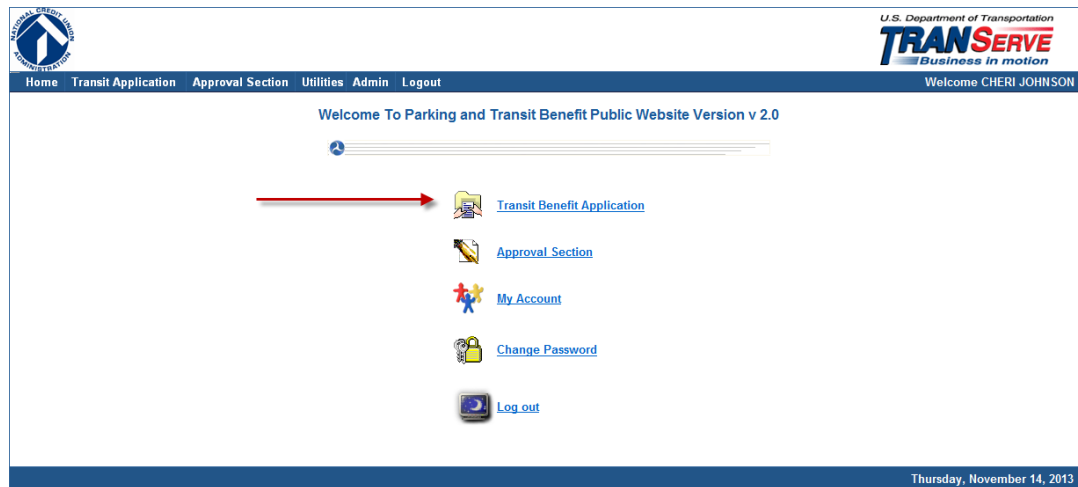 NATIONAL CREDIT UNION ADMINISTRATION
U.S. Department of Transportation
TRANSERVE
Business in motion
Home Transit Application Approval Section Utilities Admin Logout Welcome CHERI JOHNSON
Welcome To Parking and Transit Benefit Public Website Version v 2.0
Transit Benefit Application
Approval Section
My Account
Change Password
Log out
Thursday, November 14, 2013